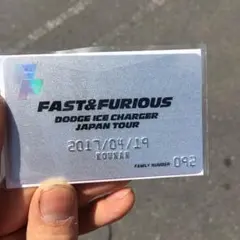 FAST&FURIOUS
DODGE ICE CHARGER
JAPAN TOUR
2017/04/19
KOUNAN
FAMILY NUMBER 092